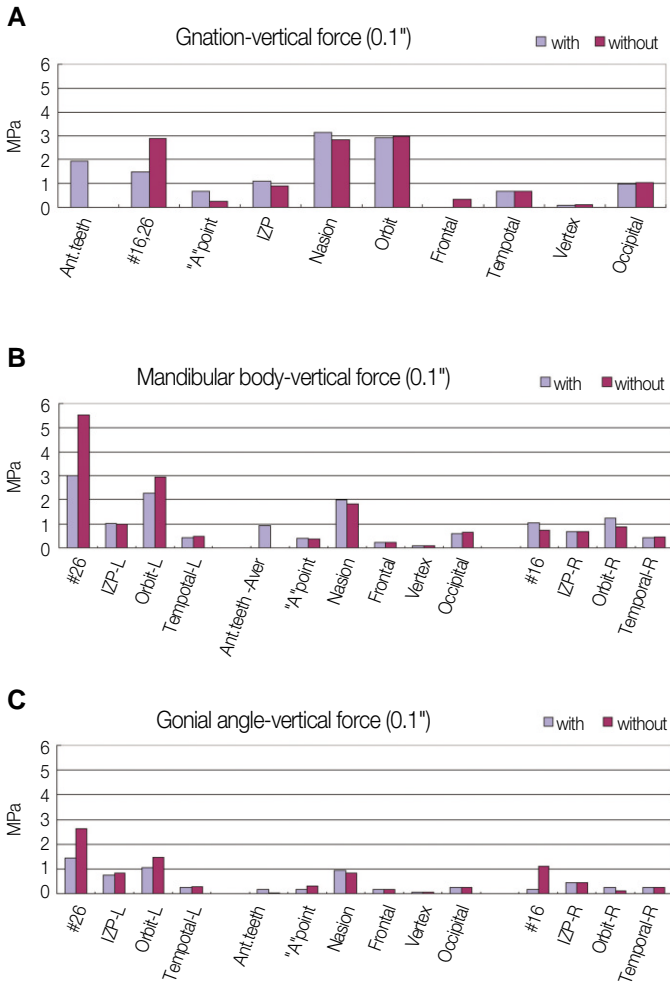 A
Gnation-vertical force (0.1")
with without
MPa
6
5
4
3
2
1
0
Ant.teeth
#16,26
"A"point
IZP
Nasion
Orbit
Frontal
Tempotal
Vertex
Occipital
B
Mandibular body-vertical force (0.1")
with without
MPa
6
5
4
3
2
1
0
#26
IZP-L
Orbit-L
Tempotal-L
Ant.teeth -Aver
"A"point
Nasion
Frontal
Vertex
Occipital
#16
IZP-R
Orbit-R
Temporal-R
C
Gonial angle-vertical force (0.1")
with without
MPa
6
5
4
3
2
1
0
#26
IZP-L
Orbit-L
Tempotal-L
Ant.teeth
"A"point
Nasion
Frontal
Vertex
Occipital
#16
IZP-R
Orbit-R
Temporal-R